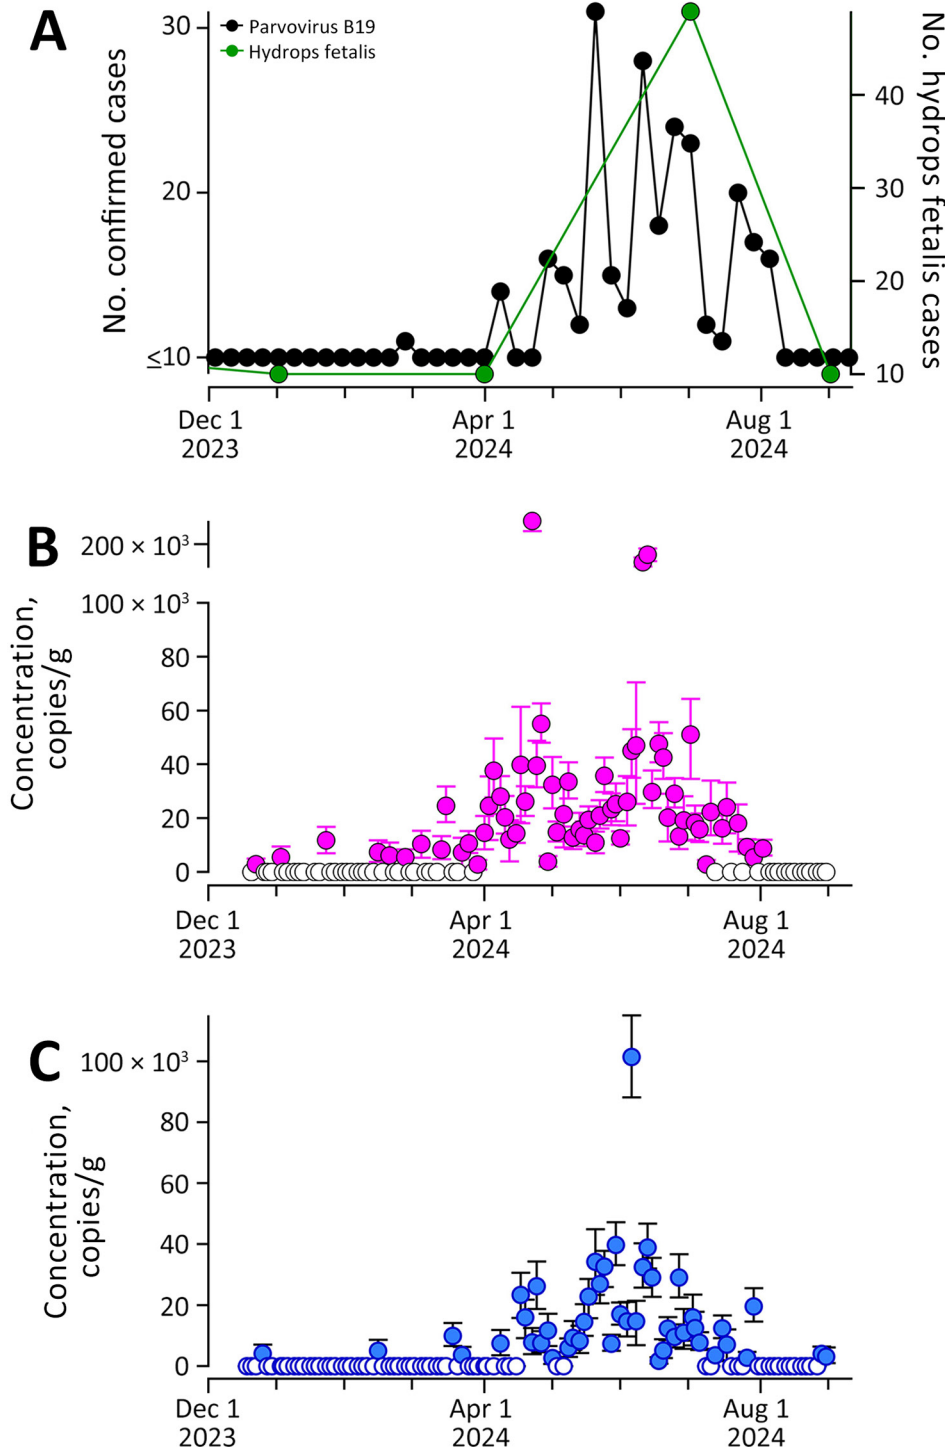 A
Parvovirus B19
Hydrops fetalis
No. confirmed cases
30
20
≤10
No. hydrops fetalis cases
40
30
20
10
Dec 1
2023
Apr 1
2024
Aug 1
2024
B
Concentration,
copies/g
200 × 10³
100 × 10³
80
60
40
20
0
Dec 1
2023
Apr 1
2024
Aug 1
2024
C
Concentration,
copies/g
100 × 10³
80
60
40
20
0
Dec 1
2023
Apr 1
2024
Aug 1
2024